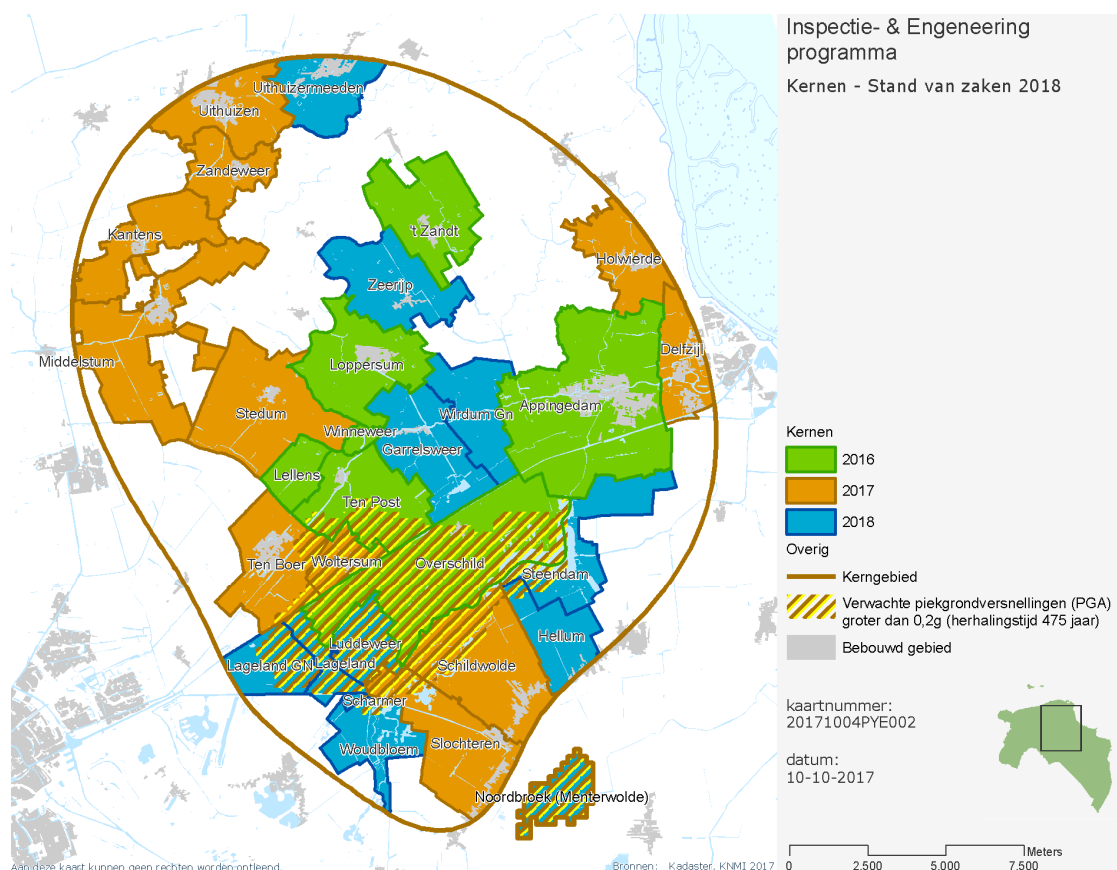 Inspectie- & Engeneering
programma
Kernen - Stand van zaken 2018
Uithuizermeeden
Uithuizen
Zandeweer
't Zandt
Kantens
Holwierde
Zeerijp
Delfzijl
Middelstum
Loppersum
Stedum
Wirdum Gn
Appingedam
Winneweer
Garrelsweer
Lellens
Ten Post
Ten Boer
Woltersum
Overschild
Steendam
Hellum
Luddeweer
Lageland GN
Lageland
Schildwolde
Scharmer
Woudbloem
Slochteren
Noordbroek (Menterwolde)
Kernen
2016
2017
2018
Overig
Kerngebied
Verwachte piekgrondversnellingen (PGA)
groter dan 0,2g (herhalingstijd 475 jaar)
Bebouwd gebied
kaartnummer:
20171004PYE002
datum:
10-10-2017
Meters
0 2.500 5.000 7.500
Aan deze kaart kunnen geen rechten worden ontleend.
Bronnen: Kadaster, KNMI 2017